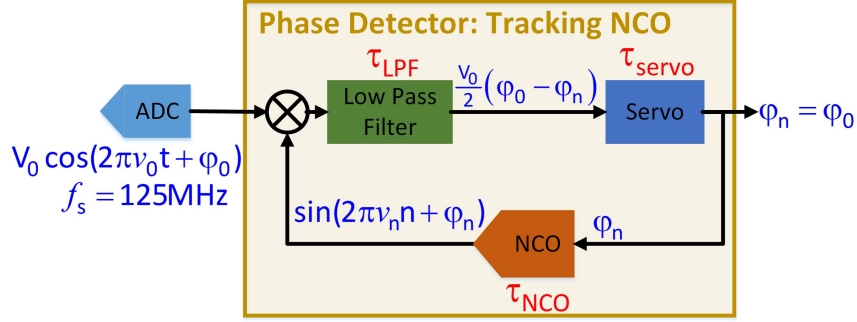 Phase Detector: Tracking NCO
τLPF
τservo
ADC
Low Pass
Filter
V₀/2(φ₀ − φₙ)
Servo
φₙ = φ₀
V₀ cos(2πν₀t + φ₀)
fₛ = 125MHz
sin(2πνₙn + φₙ)
NCO
φₙ
τNCO